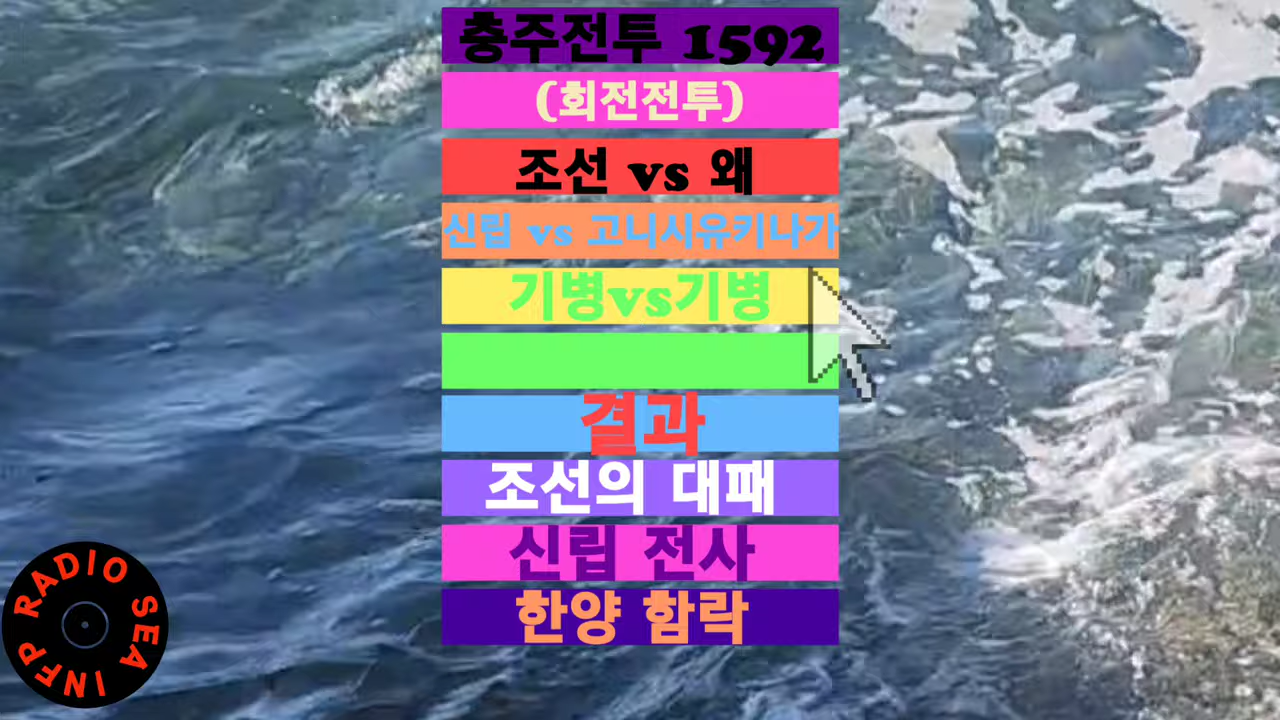 충주전투 1592
(회전전투)
조선 vs 왜
신립 vs 고니시유키나가
기병vs기병
결과
조선의 대패
신립 전사
한양 함락
INFP RADIO SEA